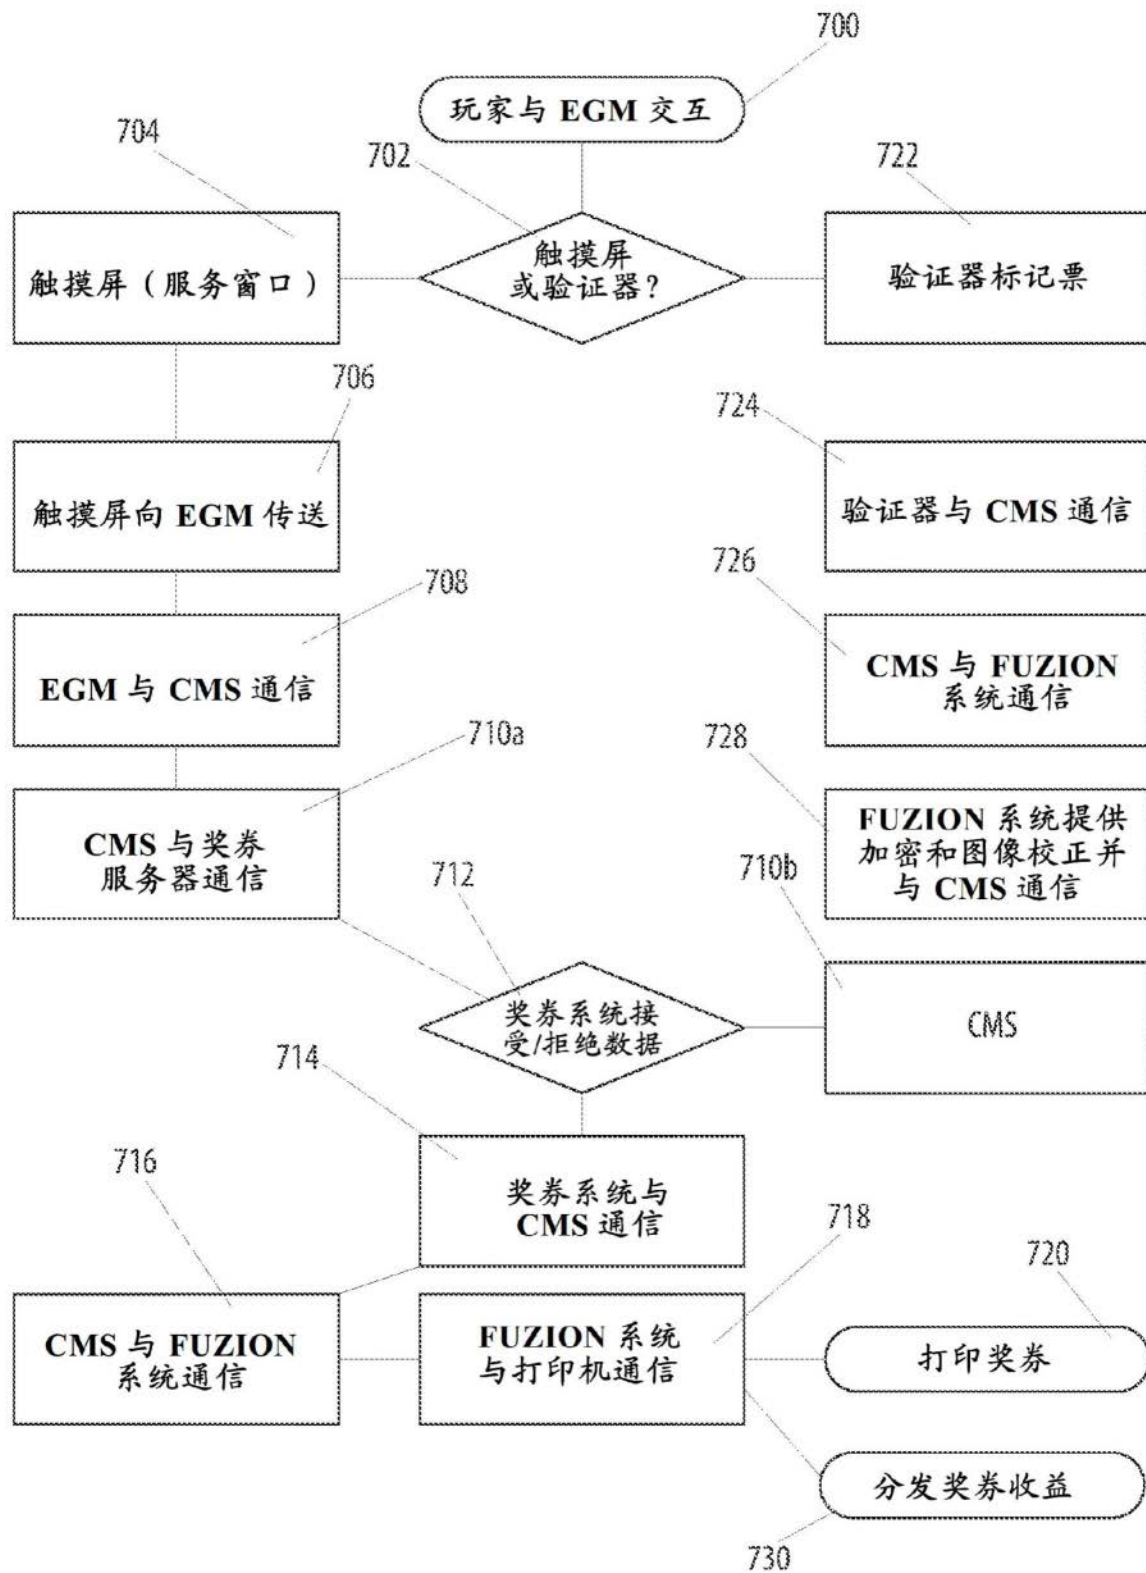 700
玩家与 EGM 交互
704
702
722
触摸屏（服务窗口）
触摸屏
或验证器？
验证器标记票
706
724
触摸屏向 EGM 传送
验证器与 CMS 通信
708
726
EGM 与 CMS 通信
CMS 与 FUZION
系统通信
710a
728
CMS 与奖券
服务器通信
FUZION 系统提供
加密和图像校正并
与 CMS 通信
712
710b
奖券系统接
受/拒绝数据
CMS
714
奖券系统与
CMS 通信
716
718
720
CMS 与 FUZION
系统通信
FUZION 系统
与打印机通信
打印奖券
分发奖券收益
730